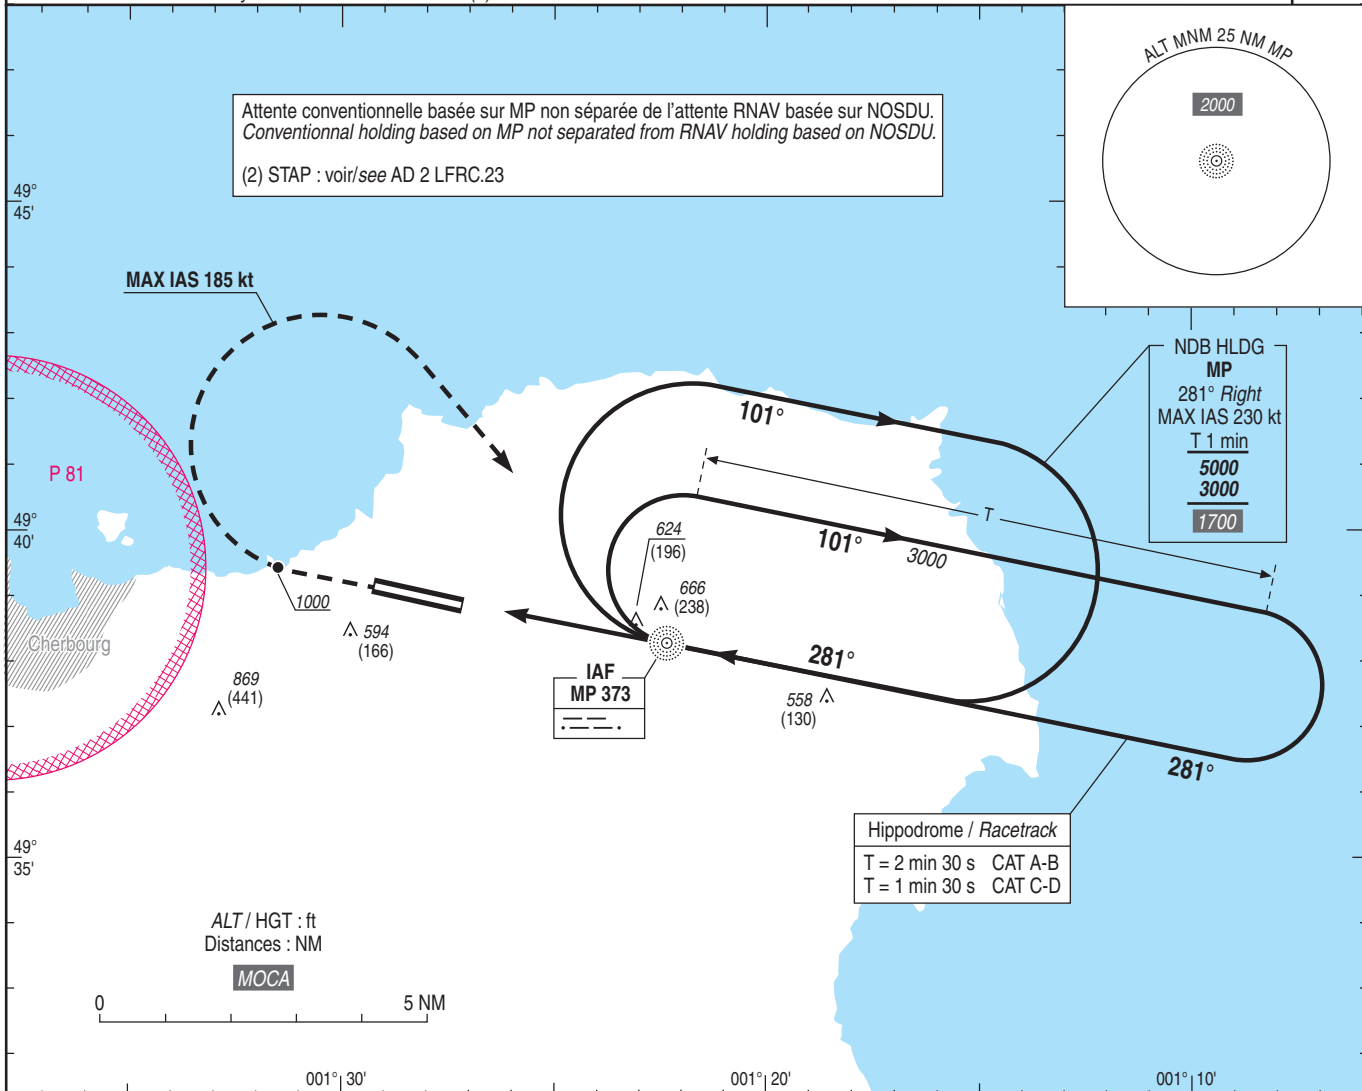 ALT MNM 25 NM MP
2000
Attente conventionnelle basée sur MP non séparée de l'attente RNAV basée sur NOSDU.
Conventionnal holding based on MP not separated from RNAV holding based on NOSDU.
(2) STAP : voir/see AD 2 LFRC.23
49°
45'
MAX IAS 185 kt
NDB HLDG
MP
281° Right
MAX IAS 230 kt
T 1 min
5000
3000
1700
101°
P 81
T
49°
40'
624
(196)
101°
3000
666
(238)
1000
594
(166)
Cherbourg
281°
IAF
MP 373
869
(441)
558
(130)
281°
Hippodrome / Racetrack
T = 2 min 30 s CAT A-B
T = 1 min 30 s CAT C-D
49°
35'
ALT / HGT : ft
Distances : NM
MOCA
0 5 NM
001° 30' 001° 20' 001° 10'